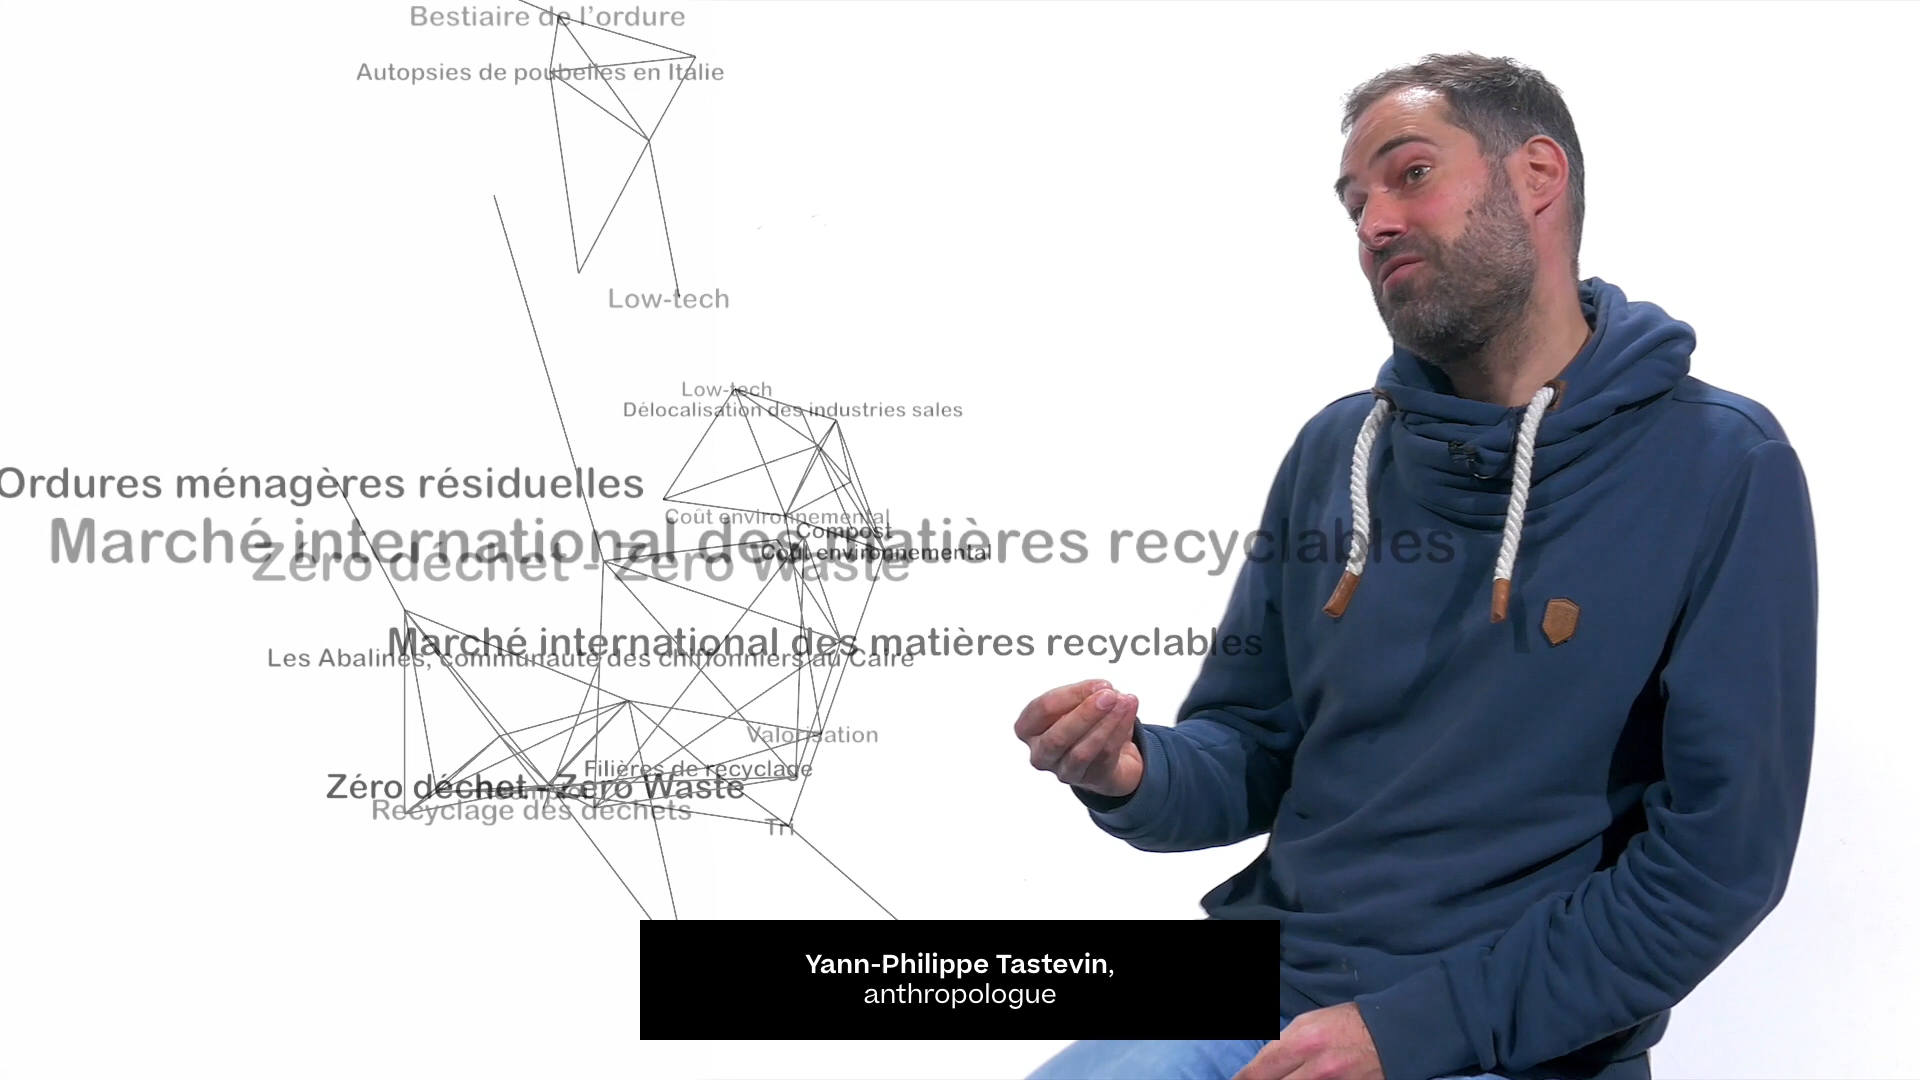 Bestiaire de l’ordure
Autopsies de poubelles en Italie
Low-tech
Low-tech
Délocalisation des industries sales
Ordures ménagères résiduelles
Coût environnemental
Compost
Marché international des matières recyclables
Coût environnemental
Zéro déchet - Zero Waste
Marché international des matières recyclables
Les Abalines, communauté des chiffonniers au Caire
Valorisation
Filières de recyclage
Zéro déchet - Zero Waste
Recyclage des déchets
Tri
Yann-Philippe Tastevin,
anthropologue